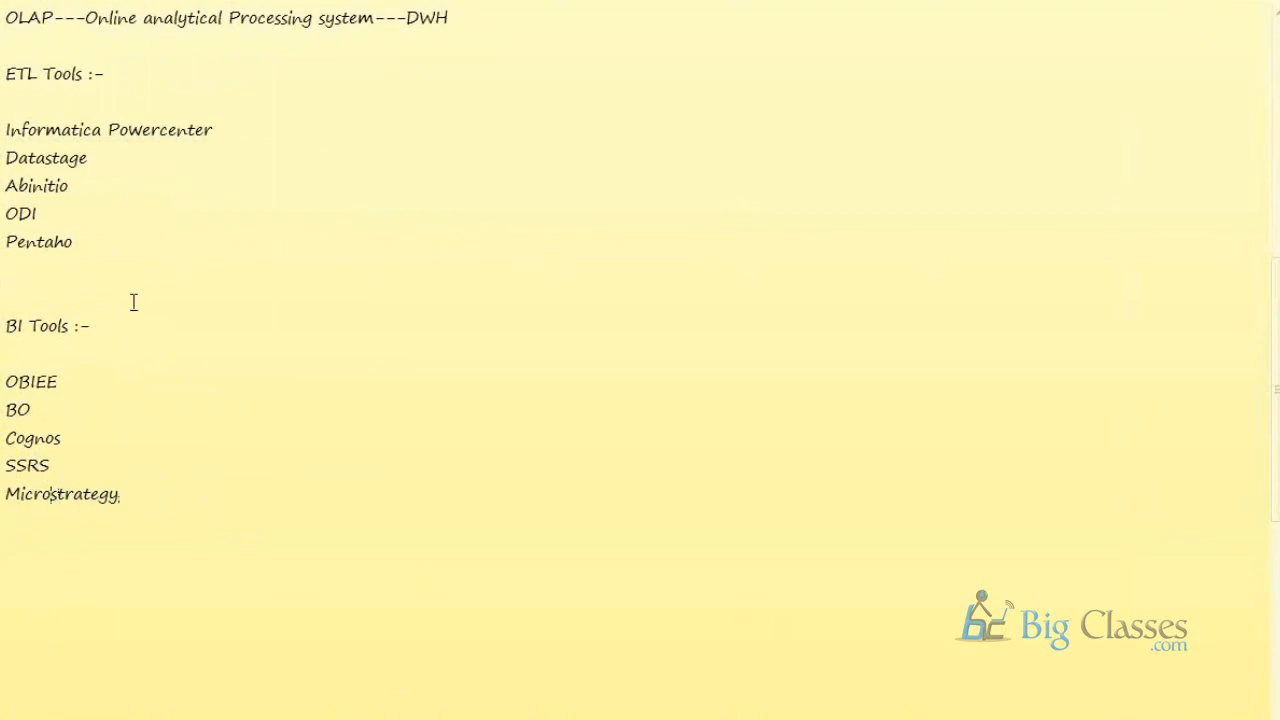 OLAP---Online analytical Processing system---DWH
ETL Tools :-
Informatica Powercenter
Datastage
Abinitio
ODI
Pentaho
BI Tools :-
OBIEE
BO
Cognos
SSRS
Microstrategy
Big Classes
.com